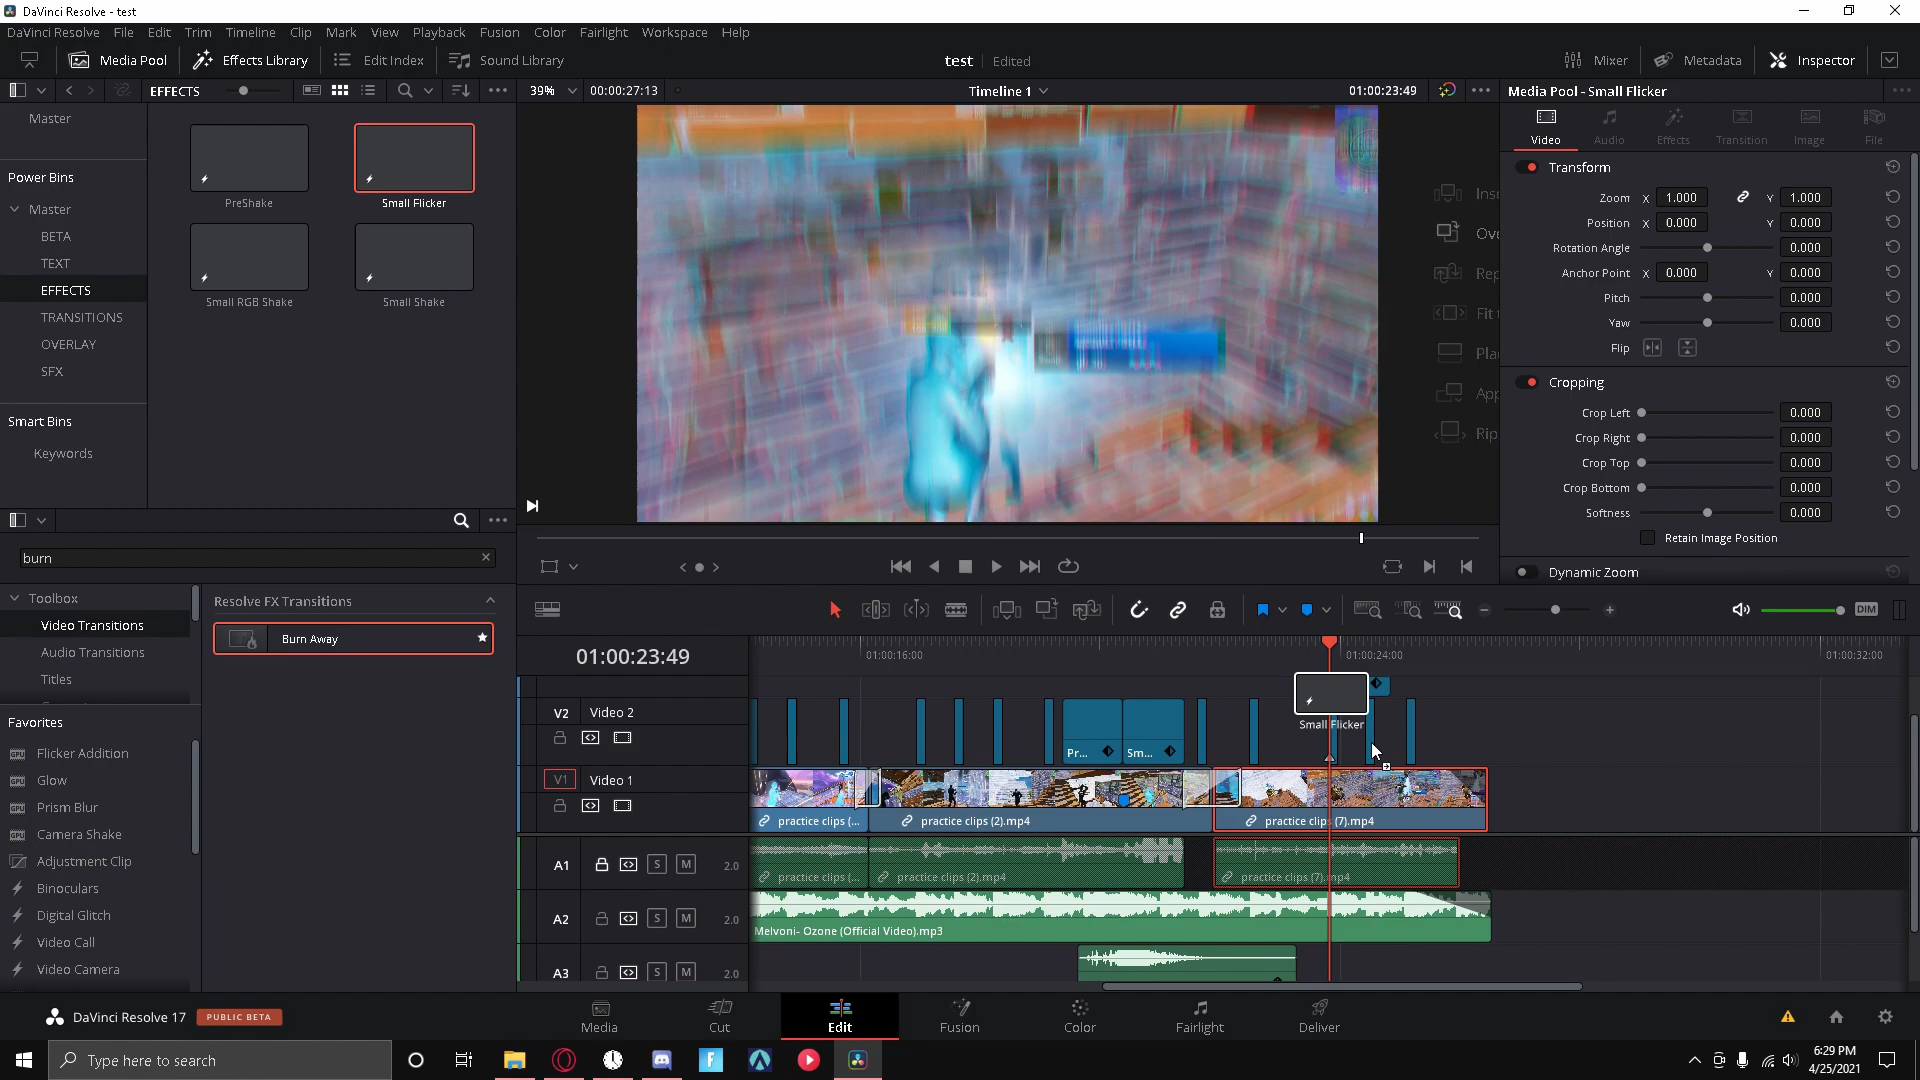 DaVinci Resolve - test
DaVinci Resolve File Edit Trim Timeline Clip Mark View Playback Fusion Color Fairlight Workspace Help
Media Pool Effects Library Edit Index Sound Library test Edited Mixer Metadata Inspector
EFFECTS 39% 00:00:27:13 Timeline 1 01:00:23:49 Media Pool - Small Flicker
Master
Power Bins
Master
BETA
TEXT
EFFECTS
TRANSITIONS
OVERLAY
SFX
Smart Bins
Keywords
PreShake Small Flicker
Small RGB Shake Small Shake
Video Audio Effects Transition Image File
Transform
Zoom X 1.000 Y 1.000
Position X 0.000 Y 0.000
Rotation Angle 0.000
Anchor Point X 0.000 Y 0.000
Pitch 0.000
Yaw 0.000
Flip
Cropping
Crop Left 0.000
Crop Right 0.000
Crop Top 0.000
Crop Bottom 0.000
Softness 0.000
Retain Image Position
Dynamic Zoom
burn
Toolbox
Video Transitions
Audio Transitions
Titles
Favorites
Flicker Addition
Glow
Prism Blur
Camera Shake
Adjustment Clip
Binoculars
Digital Glitch
Video Call
Video Camera
Resolve FX Transitions
Burn Away
DIM
01:00:23:49 01:00:16:00 01:00:24:00 01:00:32:00
V2 Video 2 Pr... Sm... Small Flicker
V1 Video 1
practice clips (... practice clips (2).mp4 practice clips (7).mp4
A1 S M 2.0
practice clips (... practice clips (2).mp4 practice clips (7).mp4
A2 S M 2.0
Melvoni- Ozone (Official Video).mp3
A3 S M 2.0
DaVinci Resolve 17 PUBLIC BETA Media Cut Edit Fusion Color Fairlight Deliver
Type here to search
6:29 PM
4/25/2021